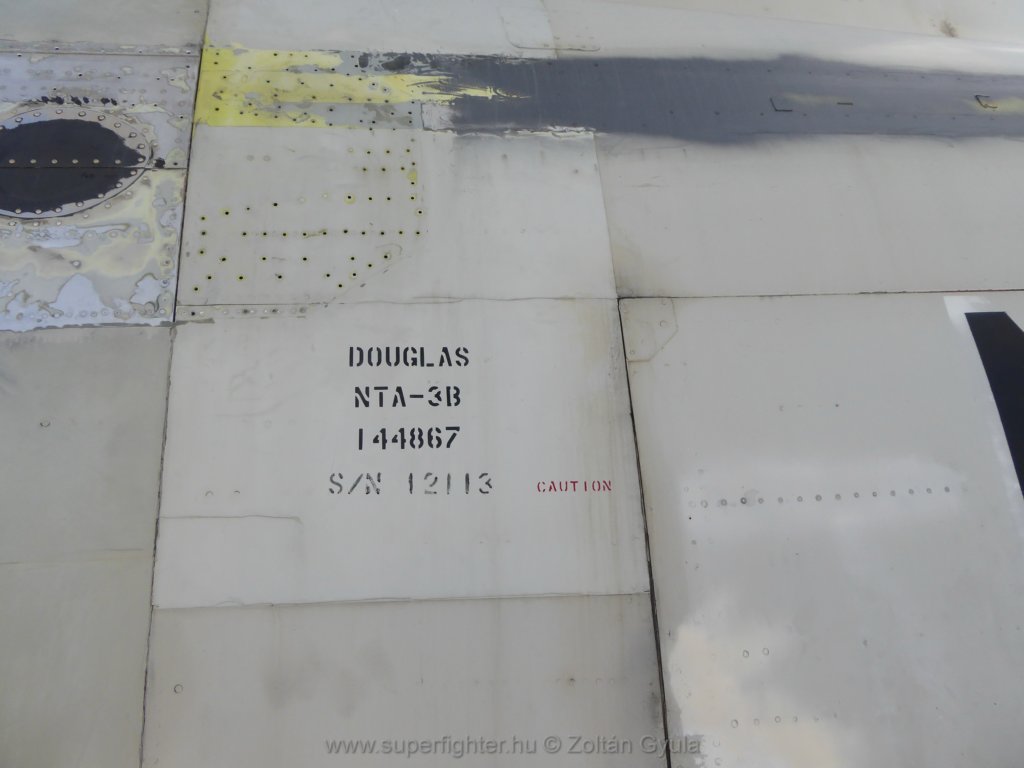 DOUGLAS
NTA-3B
144867
S/N 12113
CAUTION
www.superfighter.hu © Zoltán Gyula